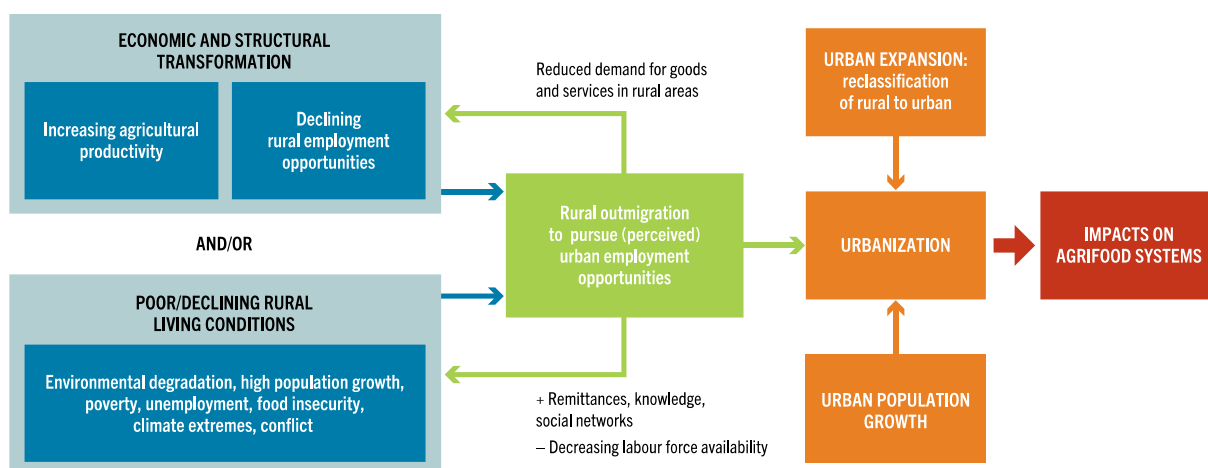 ECONOMIC AND STRUCTURAL
TRANSFORMATION
Increasing agricultural
productivity
Declining
rural employment
opportunities
AND/OR
POOR/DECLINING RURAL
LIVING CONDITIONS
Environmental degradation, high population growth,
poverty, unemployment, food insecurity,
climate extremes, conflict
Reduced demand for goods
and services in rural areas
Rural outmigration
to pursue (perceived)
urban employment
opportunities
+ Remittances, knowledge,
social networks
– Decreasing labour force availability
URBAN EXPANSION:
reclassification
of rural to urban
URBANIZATION
URBAN POPULATION
GROWTH
IMPACTS ON
AGRIFOOD SYSTEMS